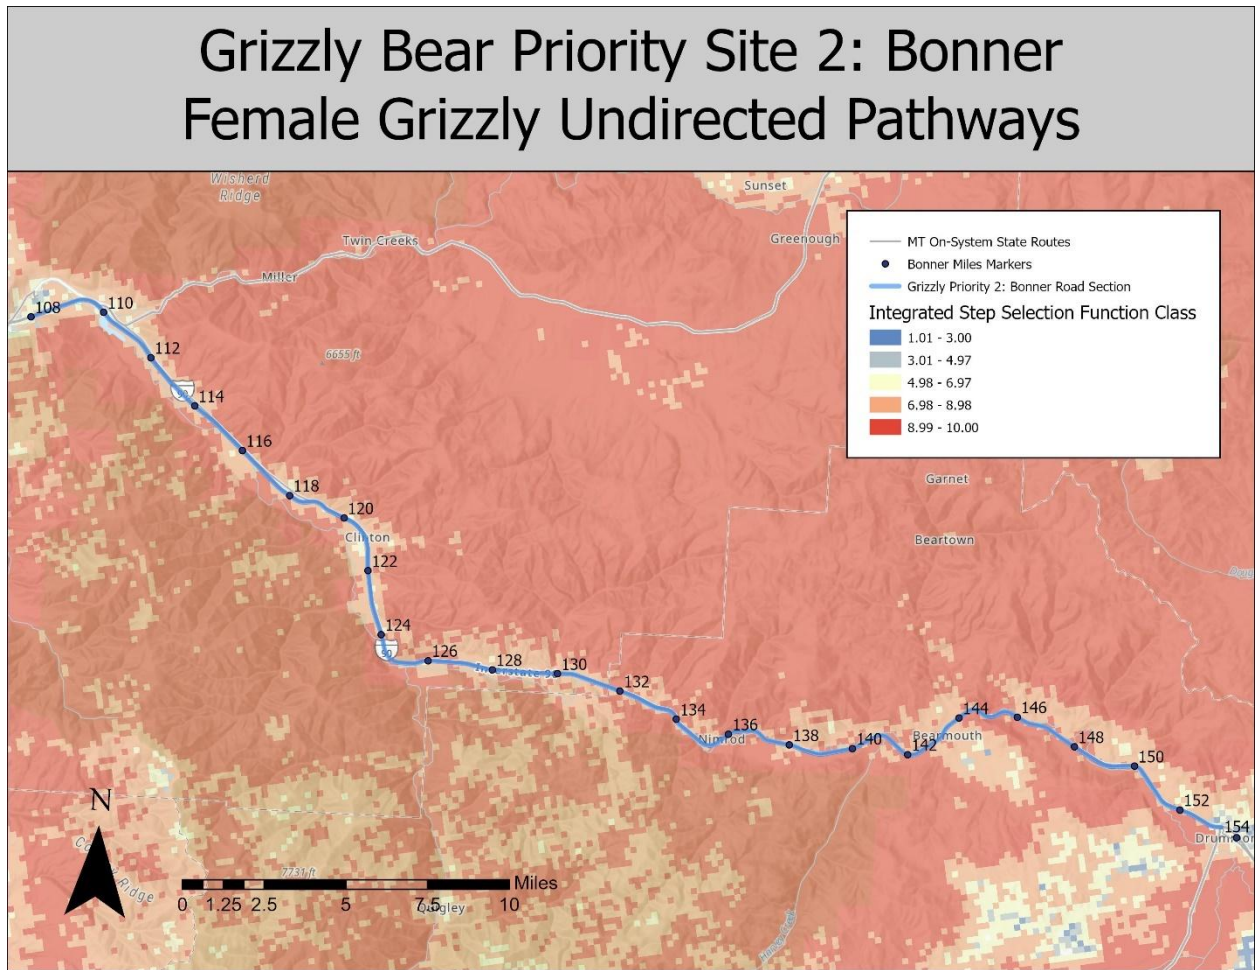 Grizzly Bear Priority Site 2: Bonner
Female Grizzly Undirected Pathways
Wisherd
Ridge
Sunset
Twin Creeks
Greenough
Miller
MT On-System State Routes
Bonner Miles Markers
Grizzly Priority 2: Bonner Road Section
Integrated Step Selection Function Class
1.01 - 3.00
3.01 - 4.97
4.98 - 6.97
6.98 - 8.98
8.99 - 10.00
108
110
112
6655 ft
114
116
118
120
Clinton
122
124
90
126
128
130
132
134
136
138
140
142
144
146
148
150
152
154
Garnet
Beartown
Nimrod
Bearmouth
N
7731 ft
Quigley
Ridge
Miles
0 1.25 2.5 5 7.5 10